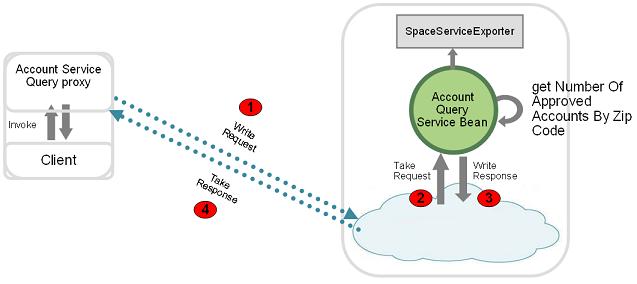 Account Service
Query proxy
Invoke
Client
1
Write
Request
Take
Response
4
SpaceServiceExporter
Account
Query
Service Bean
get Number Of
Approved
Accounts By Zip
Code
Take
Request
Write
Response
2
3